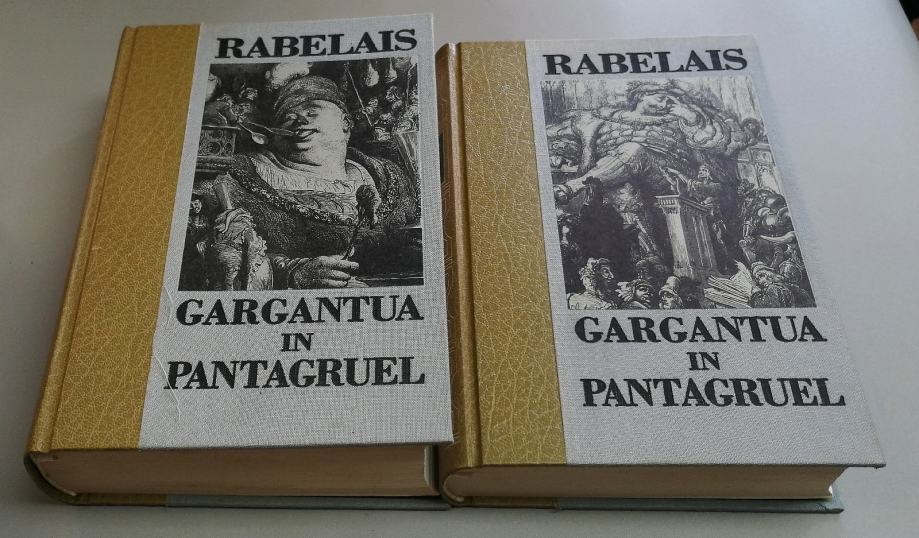 RABELAIS
GARGANTUA
IN
PANTAGRUEL
RABELAIS
GARGANTUA
IN
PANTAGRUEL